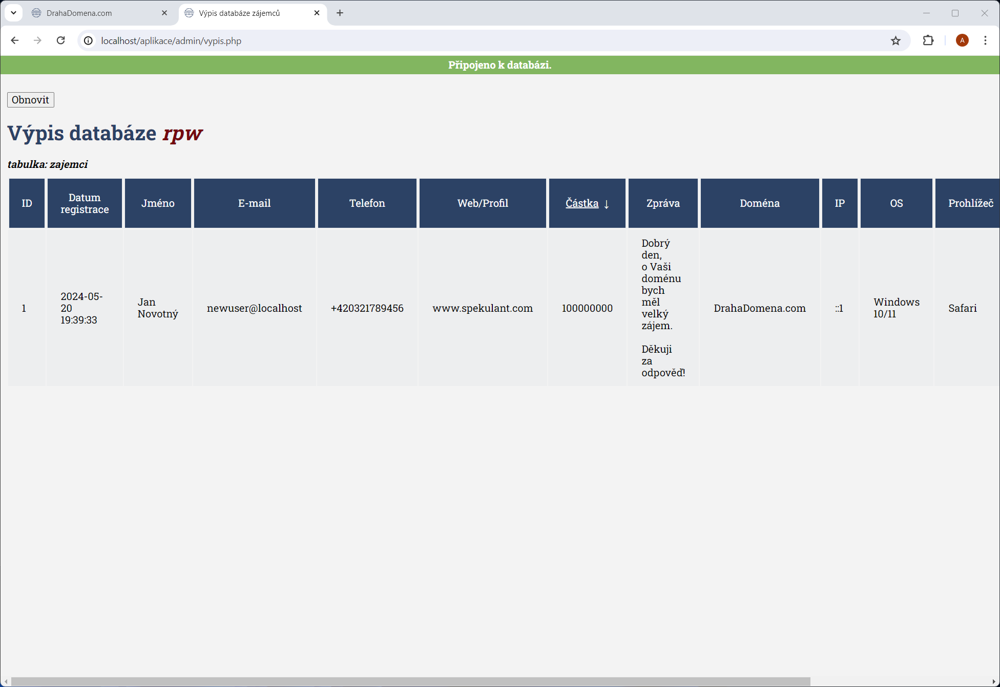 DrahaDomena.com
Výpis databáze zájemců
localhost/aplikace/admin/vypis.php
A
Připojeno k databázi.
Obnovit
Výpis databáze rpw
tabulka: zajemci
ID
Datum
registrace
Jméno
E-mail
Telefon
Web/Profil
Částka ↓
Zpráva
Doména
IP
OS
Prohlížeč
1
2024-05-
20
19:39:33
Jan
Novotný
newuser@localhost
+420321789456
www.spekulant.com
100000000
Dobrý
den,
o Vaši
doménu
bych
měl
velký
zájem.
Děkuji
za
odpověď!
DrahaDomena.com
::1
Windows
10/11
Safari